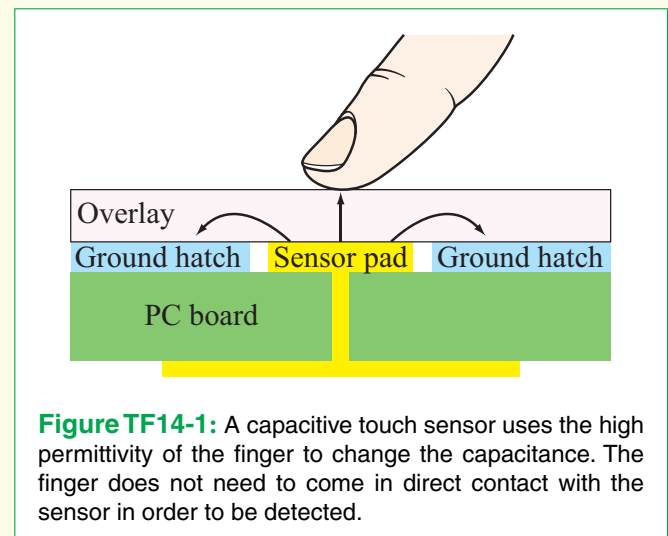 Overlay
Ground hatch Sensor pad Ground hatch
PC board
Figure TF14-1: A capacitive touch sensor uses the high
permittivity of the finger to change the capacitance. The
finger does not need to come in direct contact with the
sensor in order to be detected.